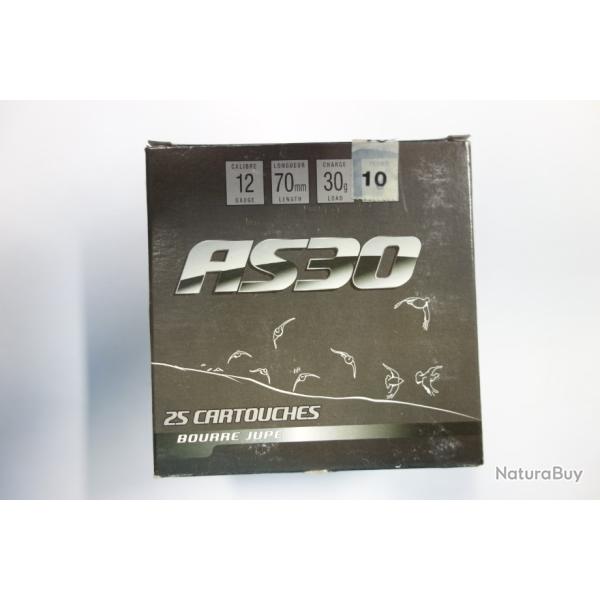 CALIBRE LONGUEUR CHARGE
12 70mm 30g 10
GAUGE LENGTH LOAD
AS30
25 CARTOUCHES
BOURRE JUPE
NaturaBuy